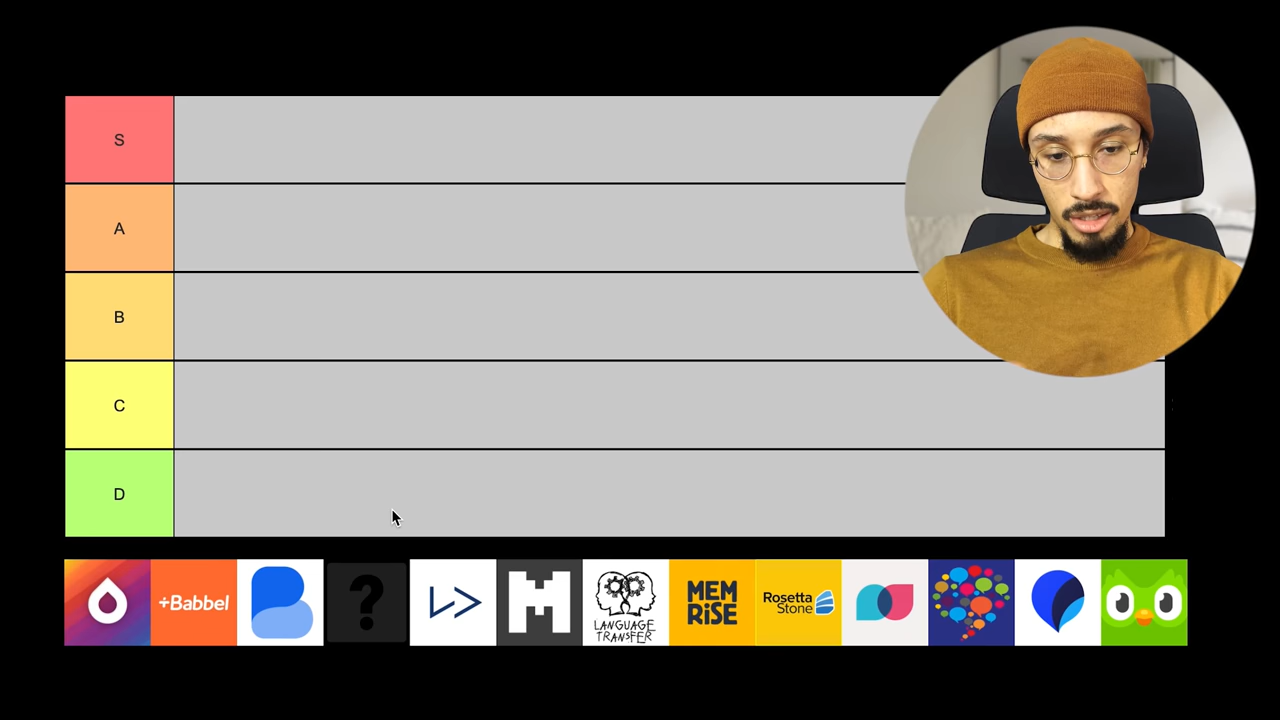 S
A
B
C
D
+Babbel
B
?
M
LANGUAGE
TRANSFER
MEM
RiSE
Rosetta
Stone